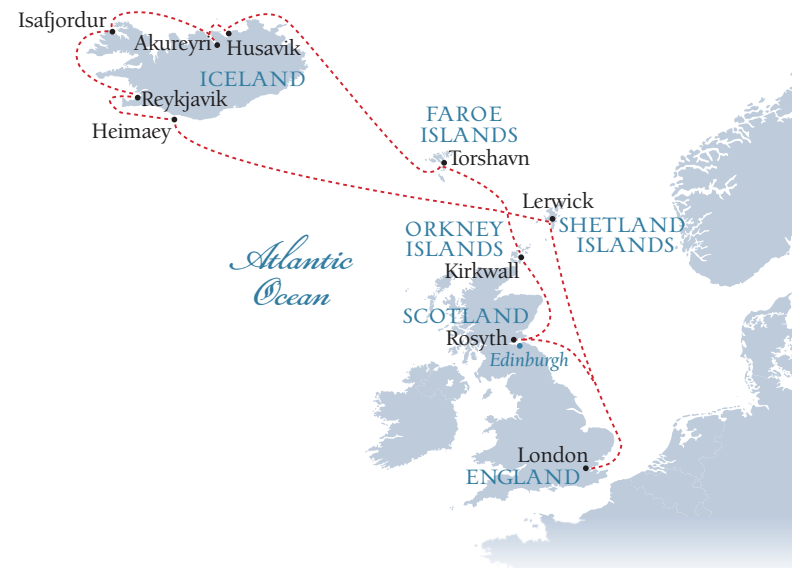 Isafjordur
Akureyri
Husavik
ICELAND
Reykjavik
Heimaey
FAROE
ISLANDS
Torshavn
Lerwick
SHETLAND
ISLANDS
ORKNEY
ISLANDS
Kirkwall
Atlantic
Ocean
SCOTLAND
Rosyth
Edinburgh
London
ENGLAND